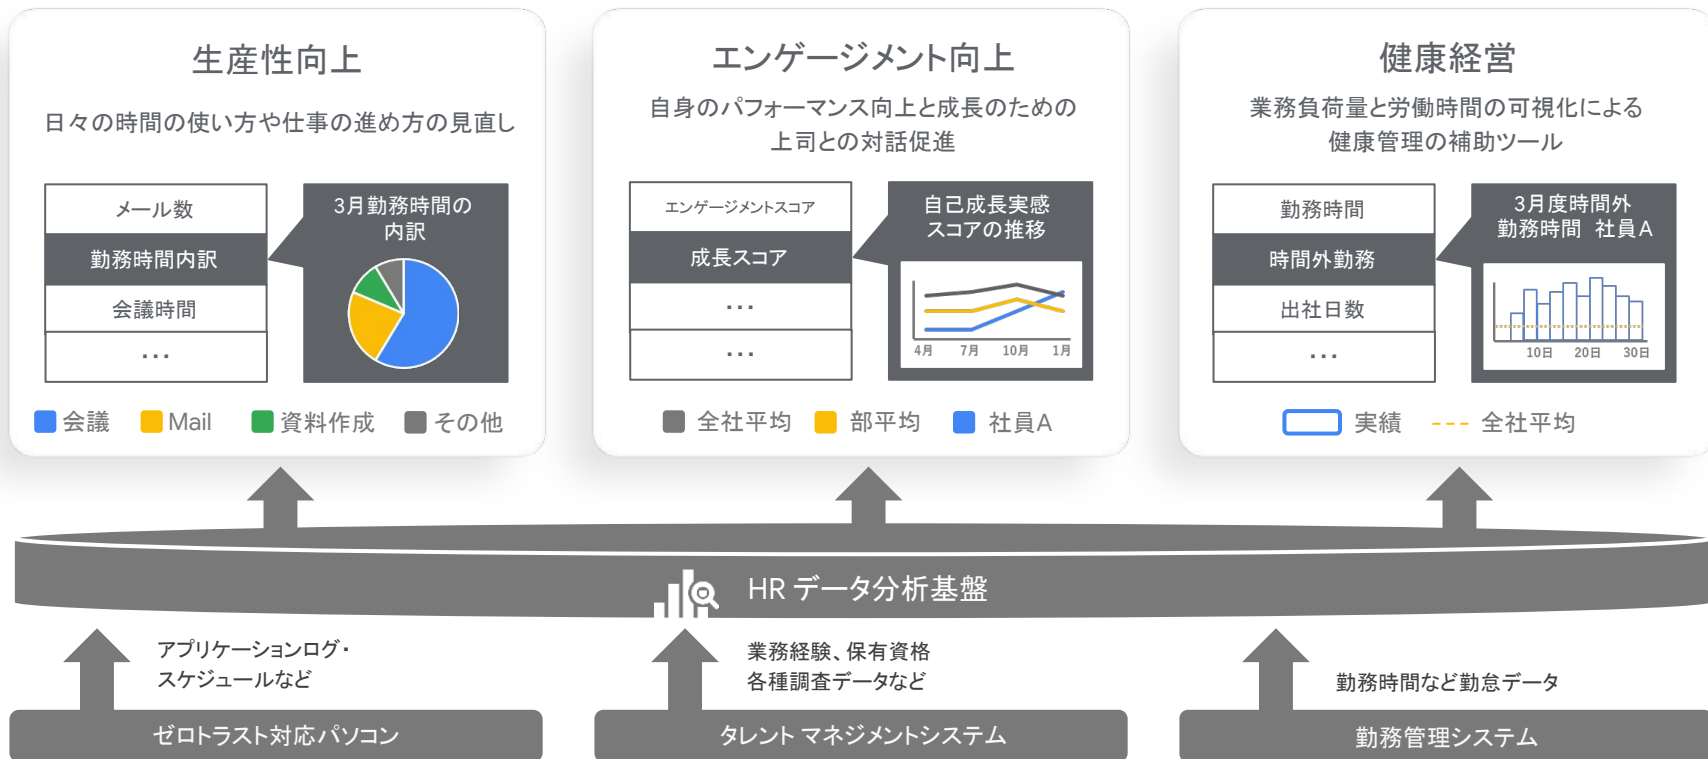 生産性向上
日々の時間の使い方や仕事の進め方の見直し
メール数
勤務時間内訳
会議時間
...
3月勤務時間の
内訳
会議
Mail
資料作成
その他
エンゲージメント向上
自身のパフォーマンス向上と成長のための
上司との対話促進
エンゲージメントスコア
成長スコア
...
...
自己成長実感
スコアの推移
4月 7月 10月 1月
全社平均
部平均
社員A
健康経営
業務負荷量と労働時間の可視化による
健康管理の補助ツール
勤務時間
時間外勤務
出社日数
...
3月度時間外
勤務時間 社員A
10日 20日 30日
実績
全社平均
HR データ分析基盤
アプリケーションログ・
スケジュールなど
業務経験、保有資格
各種調査データなど
勤務時間など勤怠データ
ゼロトラスト対応パソコン
タレント マネジメントシステム
勤務管理システム